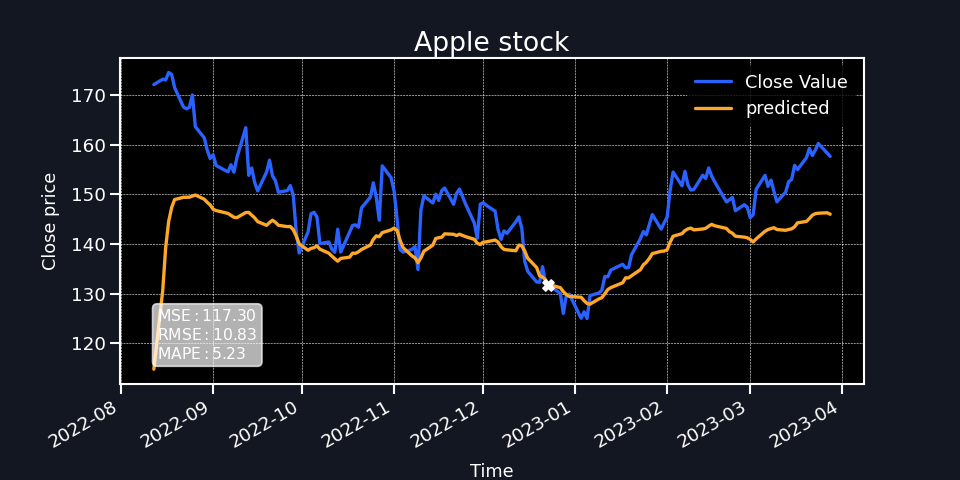 Apple stock
Close Value
predicted
Close price
170
160
150
140
130
120
MSE : 117.30
RMSE : 10.83
MAPE : 5.23
2022-08
2022-09
2022-10
2022-11
2022-12
2023-01
2023-02
2023-03
2023-04
Time